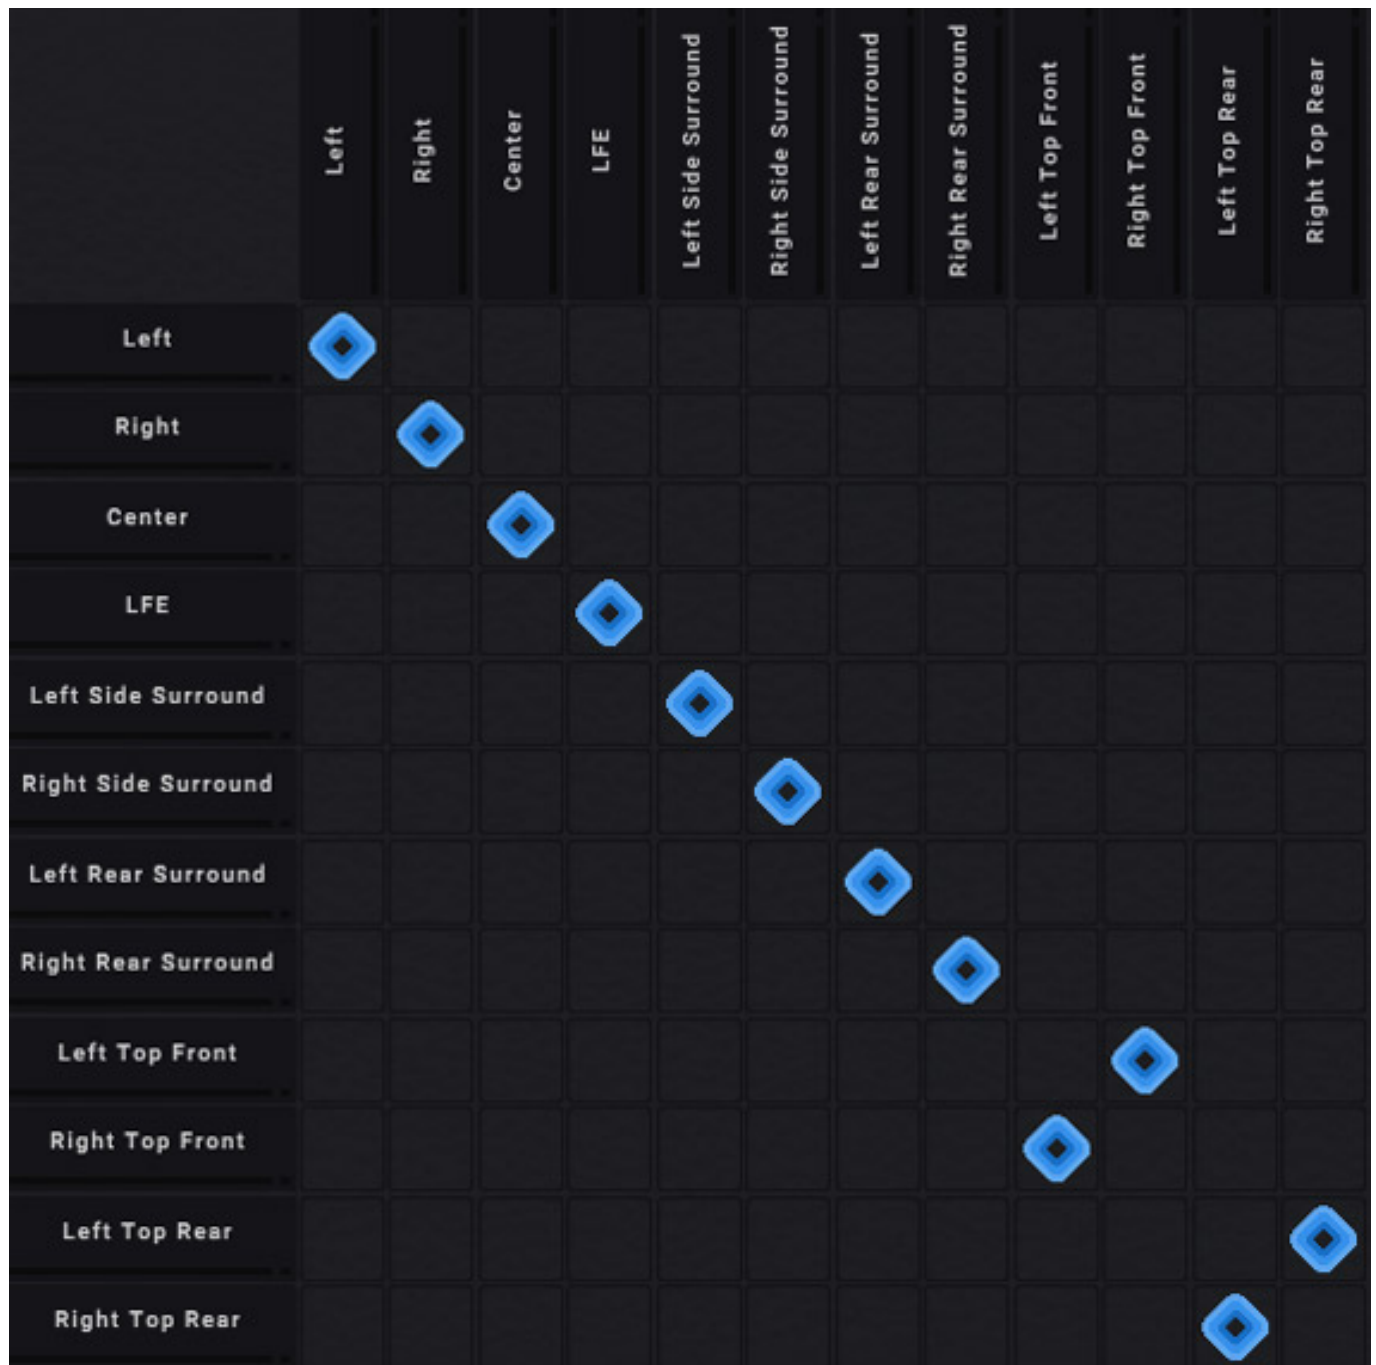 Left
Right
Center
LFE
Left Side Surround
Right Side Surround
Left Rear Surround
Right Rear Surround
Left Top Front
Right Top Front
Left Top Rear
Right Top Rear
Left
Right
Center
LFE
Left Side Surround
Right Side Surround
Left Rear Surround
Right Rear Surround
Left Top Front
Right Top Front
Left Top Rear
Right Top Rear